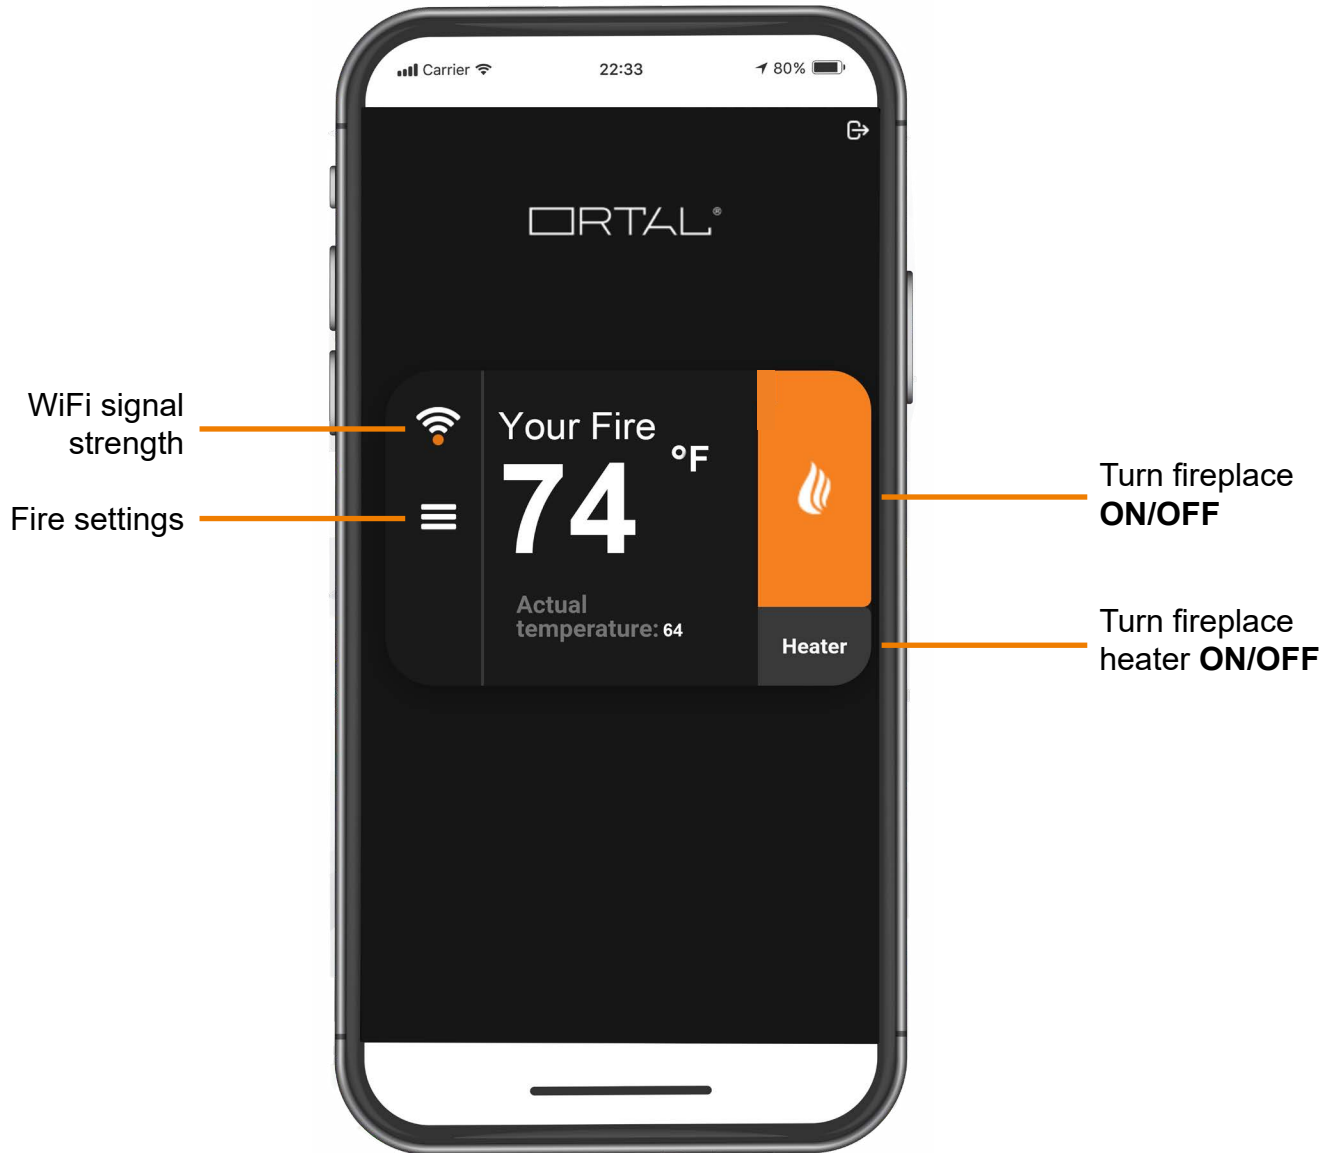 Carrier
22:33
80%
ORTAL®
WiFi signal
strength
Fire settings
Your Fire
74 °F
Actual
temperature: 64
Heater
Turn fireplace
ON/OFF
Turn fireplace
heater ON/OFF